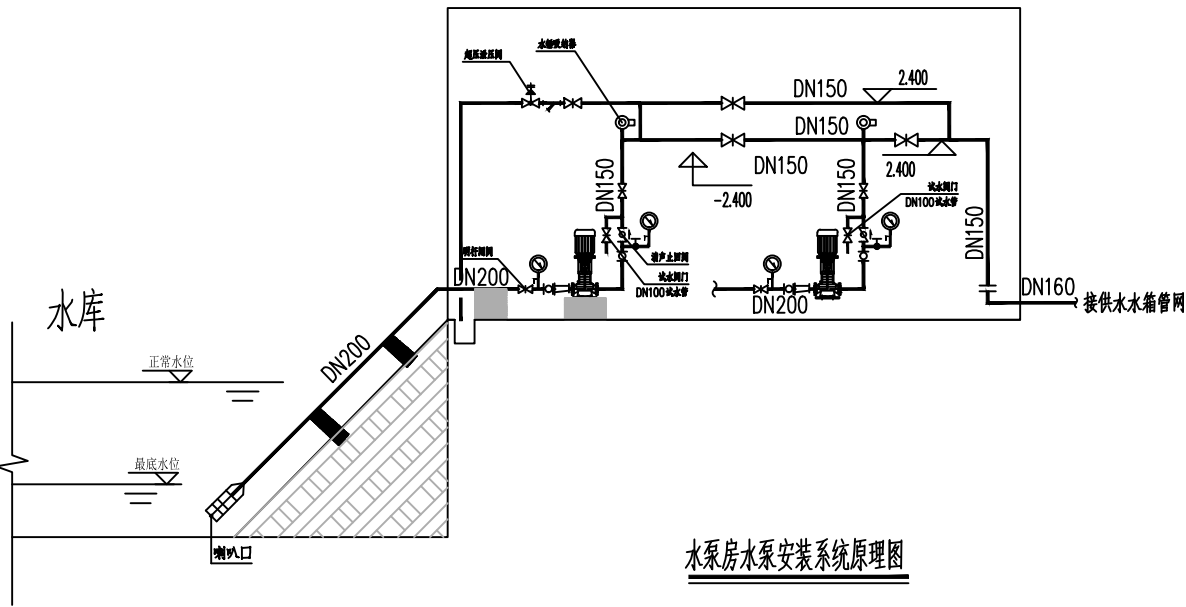 超压泄压阀
水锤吸纳器
DN150
2.400
DN150
DN150
2.400
-2.400
DN150
DN150
试水阀门
DN100试水管
DN150
明杆闸阀
DN200
消声止回阀
试水阀门
DN100试水管
DN200
DN160
接供水水箱管网
水库
DN200
正常水位
最底水位
喇叭口
水泵房水泵安装系统原理图